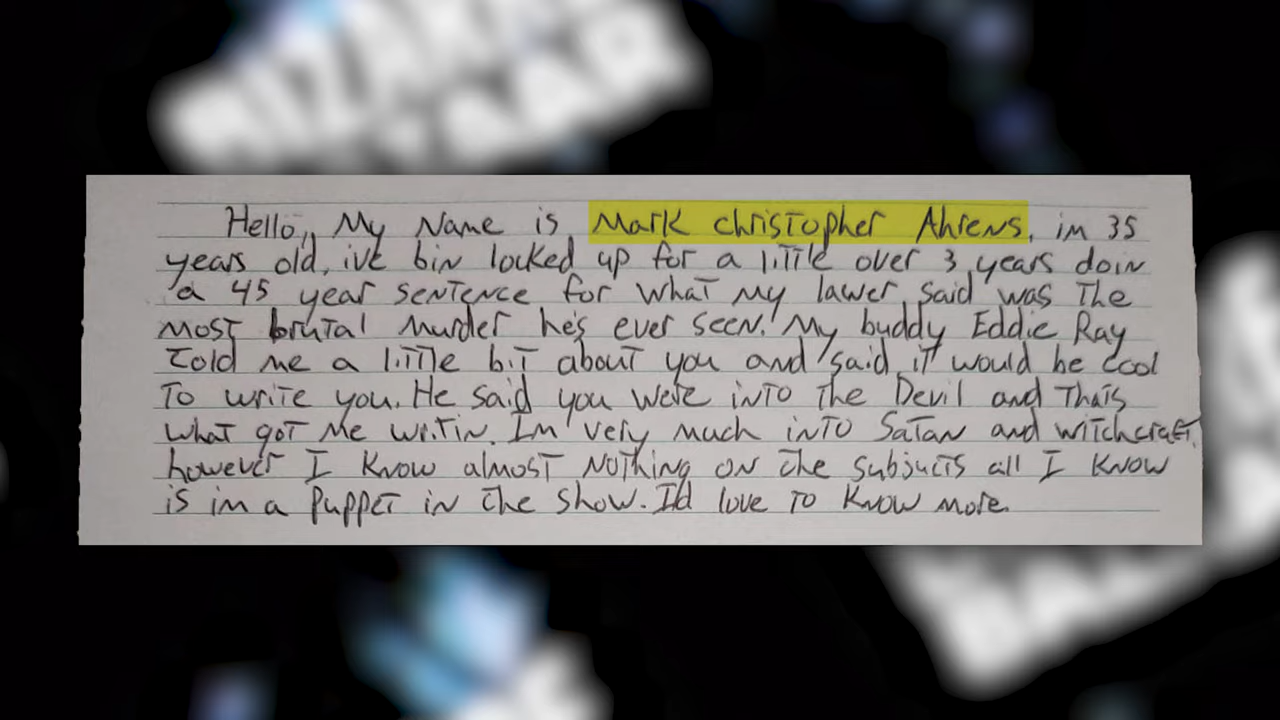 Hello, My Name is Mark christopher Ahrens, im 35
years old, ive bin locked up for a little over 3 years doin
a 45 year sentence for what my lawer said was the
most brutal murder he's ever seen. My buddy Eddie Ray
told me a little bit about you and said it would be cool
to write you. He said you were into the Devil and thats
what got me writin. Im very much into Satan and witchcraft,
however I know almost nothing on the subjucts all I know
is im a puppet in the show. Id love to know more.